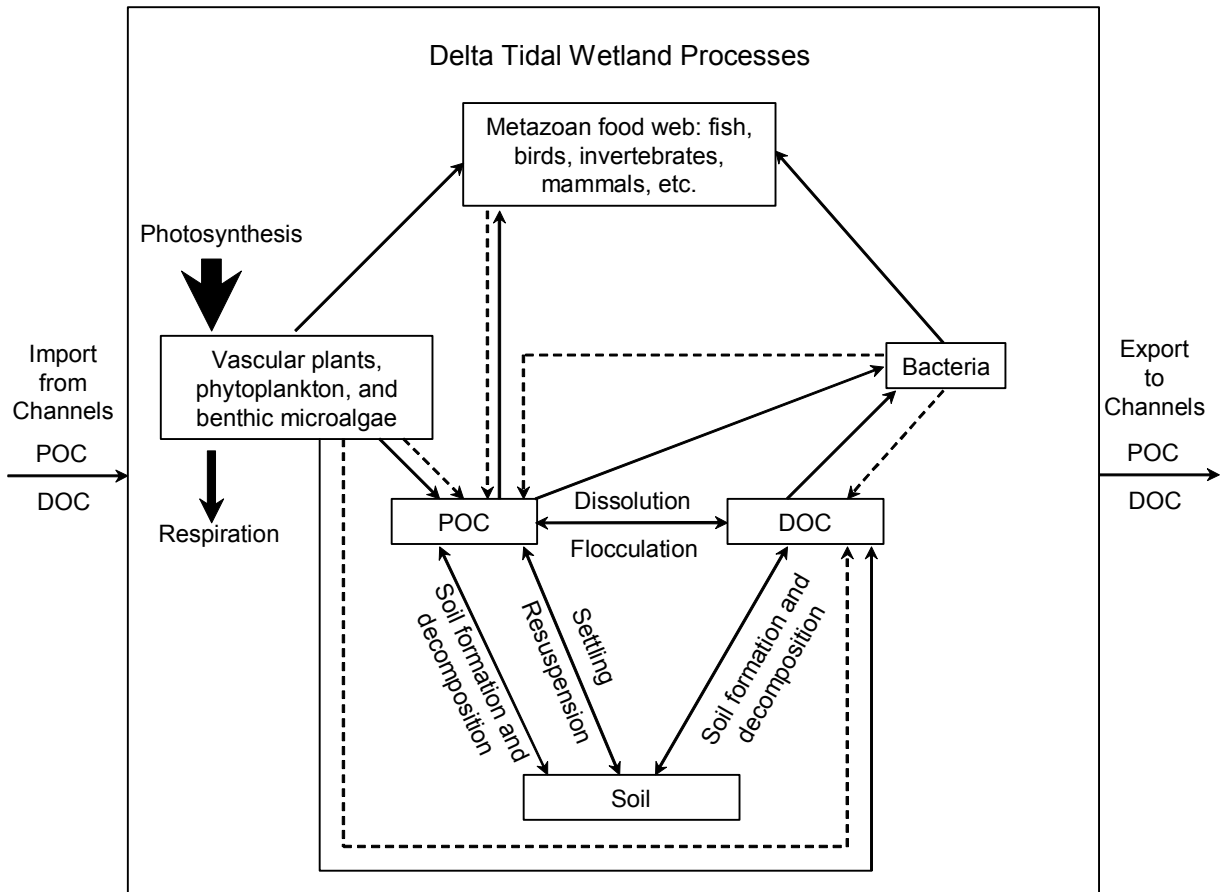 Delta Tidal Wetland Processes
Metazoan food web: fish,
birds, invertebrates,
mammals, etc.
Photosynthesis
Import
from
Channels
POC
DOC
Vascular plants,
phytoplankton, and
benthic microalgae
Respiration
Bacteria
Export
to
Channels
POC
DOC
POC
Dissolution
Flocculation
DOC
Soil formation and
decomposition
Settling
Resuspension
Soil formation and
decomposition
Soil